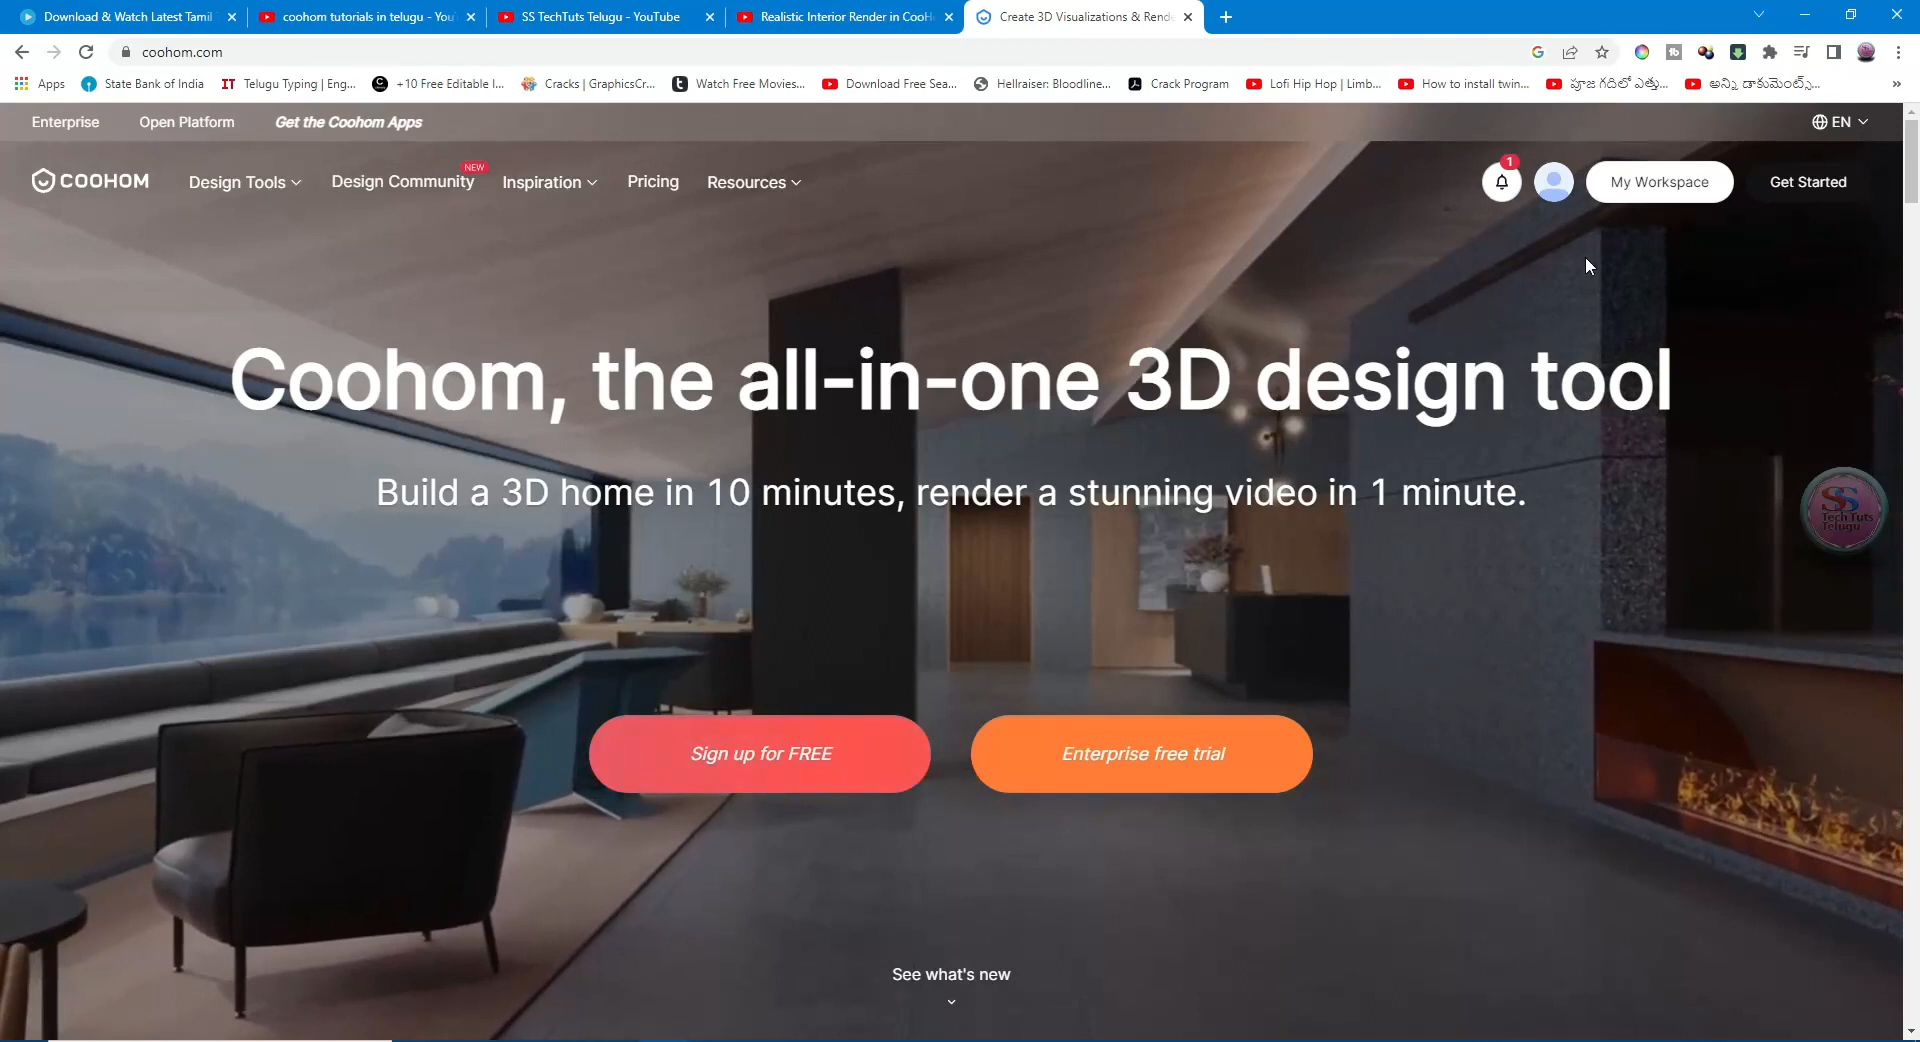 Download & Watch Latest Tamil
coohom tutorials in telugu - You
SS TechTuts Telugu - YouTube
Realistic Interior Render in CooH
Create 3D Visualizations & Rende
coohom.com
Apps
State Bank of India
IT Telugu Typing | Eng...
+10 Free Editable I...
Cracks | GraphicsCr...
Watch Free Movies...
Download Free Sea...
Hellraiser: Bloodline...
Crack Program
Lofi Hip Hop | Limb...
How to install twin...
పూజ గదిలో ఎత్తు...
అన్ని డాకుమెంట్స్...
Enterprise
Open Platform
Get the Coohom Apps
EN
COOHOM
Design Tools
Design Community
NEW
Inspiration
Pricing
Resources
1
My Workspace
Get Started
Coohom, the all-in-one 3D design tool
Build a 3D home in 10 minutes, render a stunning video in 1 minute.
SS
Tech Tuts
Telugu
Sign up for FREE
Enterprise free trial
See what's new